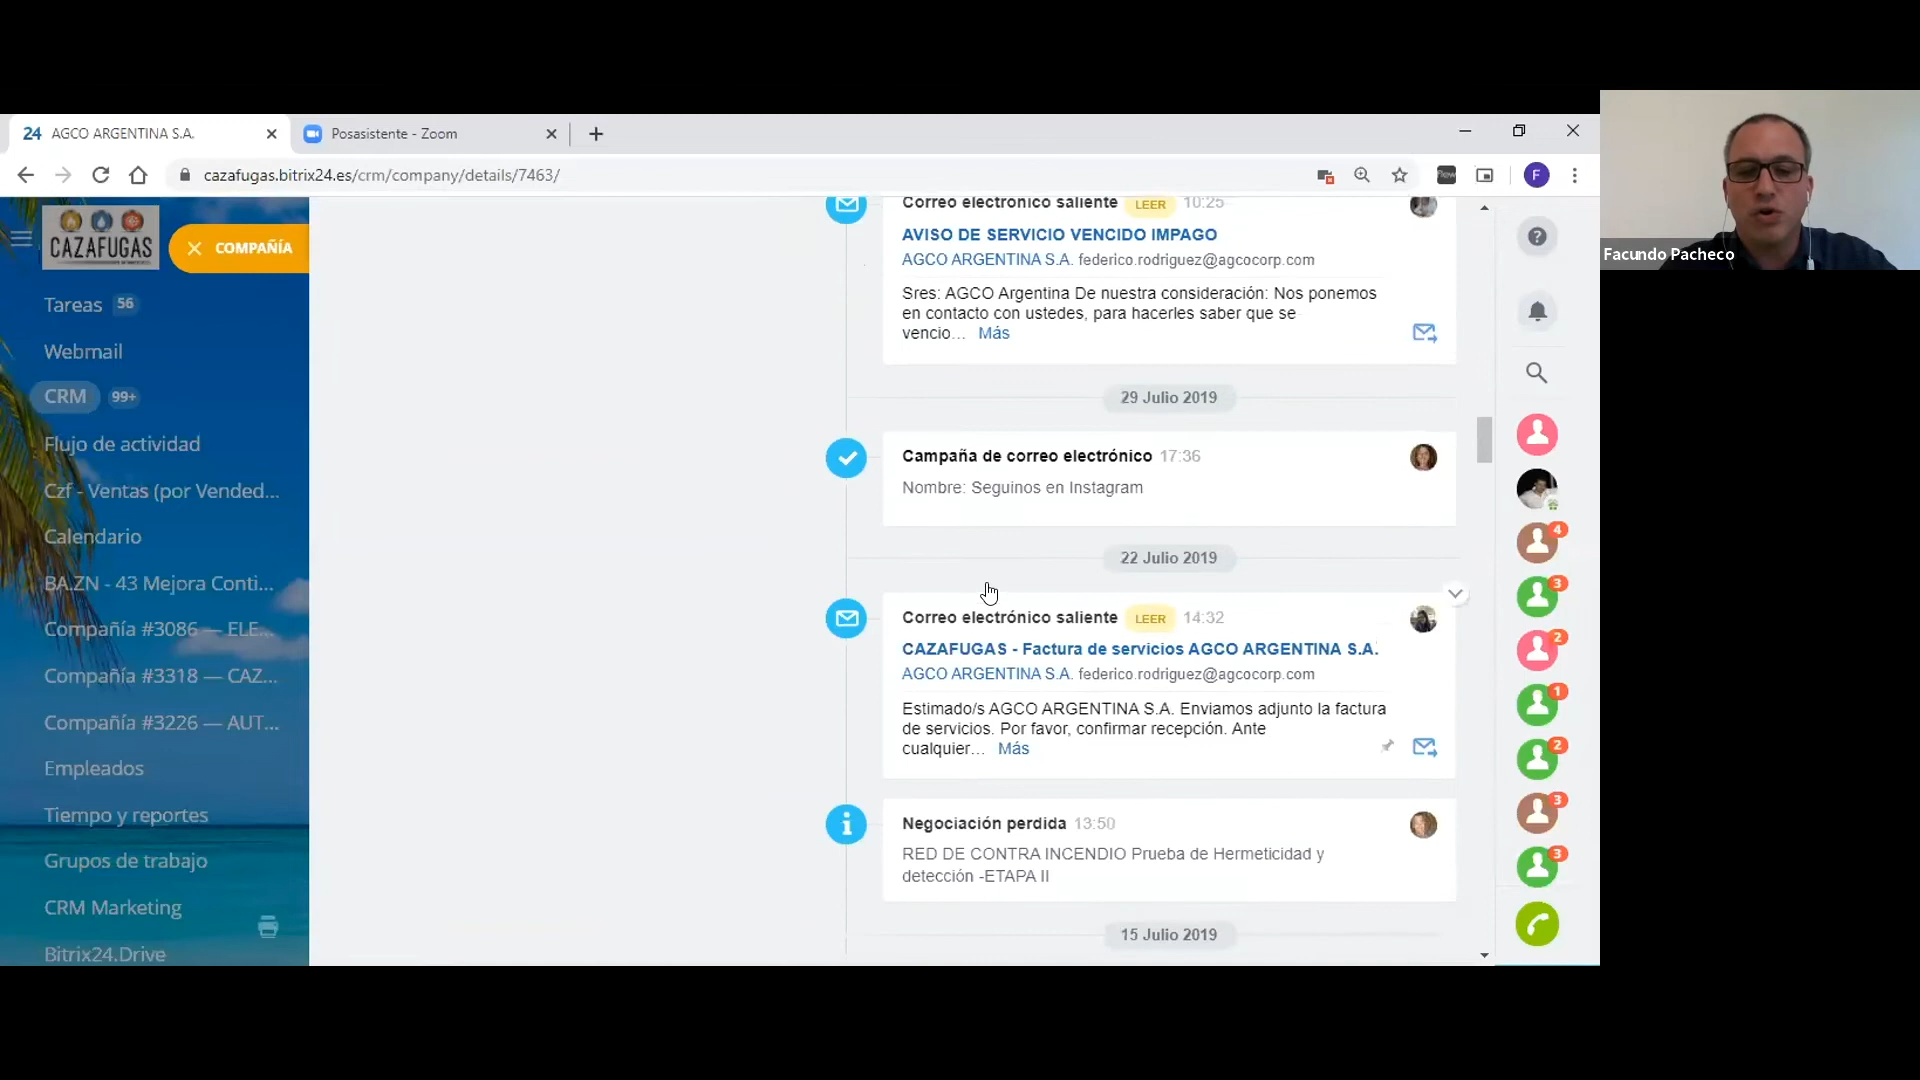 24 AGCO ARGENTINA S.A.
Posasistente - Zoom
cazafugas.bitrix24.es/crm/company/details/7463/
flow
F
CAZAFUGAS
COMPAÑÍA
Tareas 56
Webmail
CRM 99+
Flujo de actividad
Czf - Ventas (por Vended...
Calendario
BA.ZN - 43 Mejora Conti...
Compañía #3086 — ELE...
Compañía #3318 — CAZ...
Compañía #3226 — AUT...
Empleados
Tiempo y reportes
Grupos de trabajo
CRM Marketing
Bitrix24.Drive
Correo electrónico saliente LEER 10:25
AVISO DE SERVICIO VENCIDO IMPAGO
AGCO ARGENTINA S.A. federico.rodriguez@agcocorp.com
Sres: AGCO Argentina De nuestra consideración: Nos ponemos
en contacto con ustedes, para hacerles saber que se
vencio... Más
29 Julio 2019
Campaña de correo electrónico 17:36
Nombre: Seguinos en Instagram
22 Julio 2019
Correo electrónico saliente LEER 14:32
CAZAFUGAS - Factura de servicios AGCO ARGENTINA S.A.
AGCO ARGENTINA S.A. federico.rodriguez@agcocorp.com
Estimado/s AGCO ARGENTINA S.A. Enviamos adjunto la factura
de servicios. Por favor, confirmar recepción. Ante
cualquier... Más
Negociación perdida 13:50
RED DE CONTRA INCENDIO Prueba de Hermeticidad y
detección -ETAPA II
15 Julio 2019
4
3
2
1
2
3
3
Facundo Pacheco